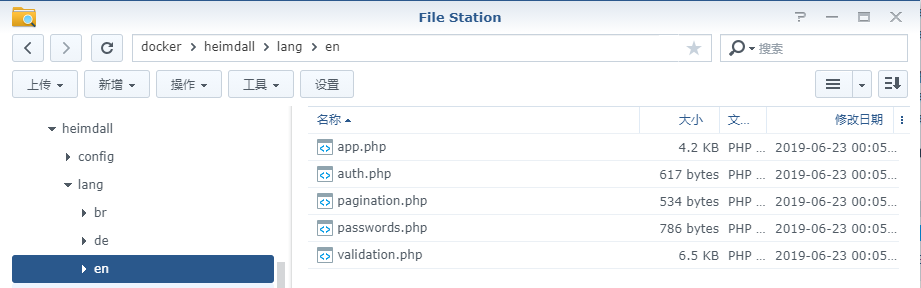 File Station
docker heimdall lang en
搜索
上传 新增 操作 工具 设置
heimdall
config
lang
br
de
en
名称 大小 文... 修改日期
app.php 4.2 KB PHP ... 2019-06-23 00:05...
auth.php 617 bytes PHP ... 2019-06-23 00:05...
pagination.php 534 bytes PHP ... 2019-06-23 00:05...
passwords.php 786 bytes PHP ... 2019-06-23 00:05...
validation.php 6.5 KB PHP ... 2019-06-23 00:05...